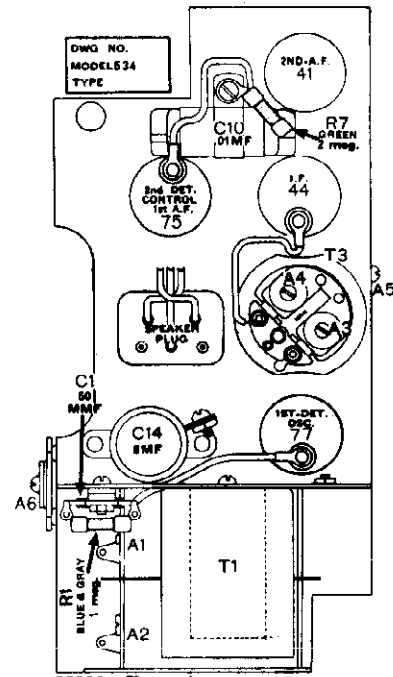 DWG NO.
MODEL534
TYPE
2ND-A.F.
41
C10
.01MF
R7
GREEN
2 meg.
2nd DET.
CONTROL
1st A.F.
75
I.F.
44
T3
A4
A3
A5
SPEAKER
PLUG
C1
50
MMF
C14
8MF
1ST-DET.
OSC.
77
A6
R1
BLUE & GRAY
1 meg.
A1
T1
A2